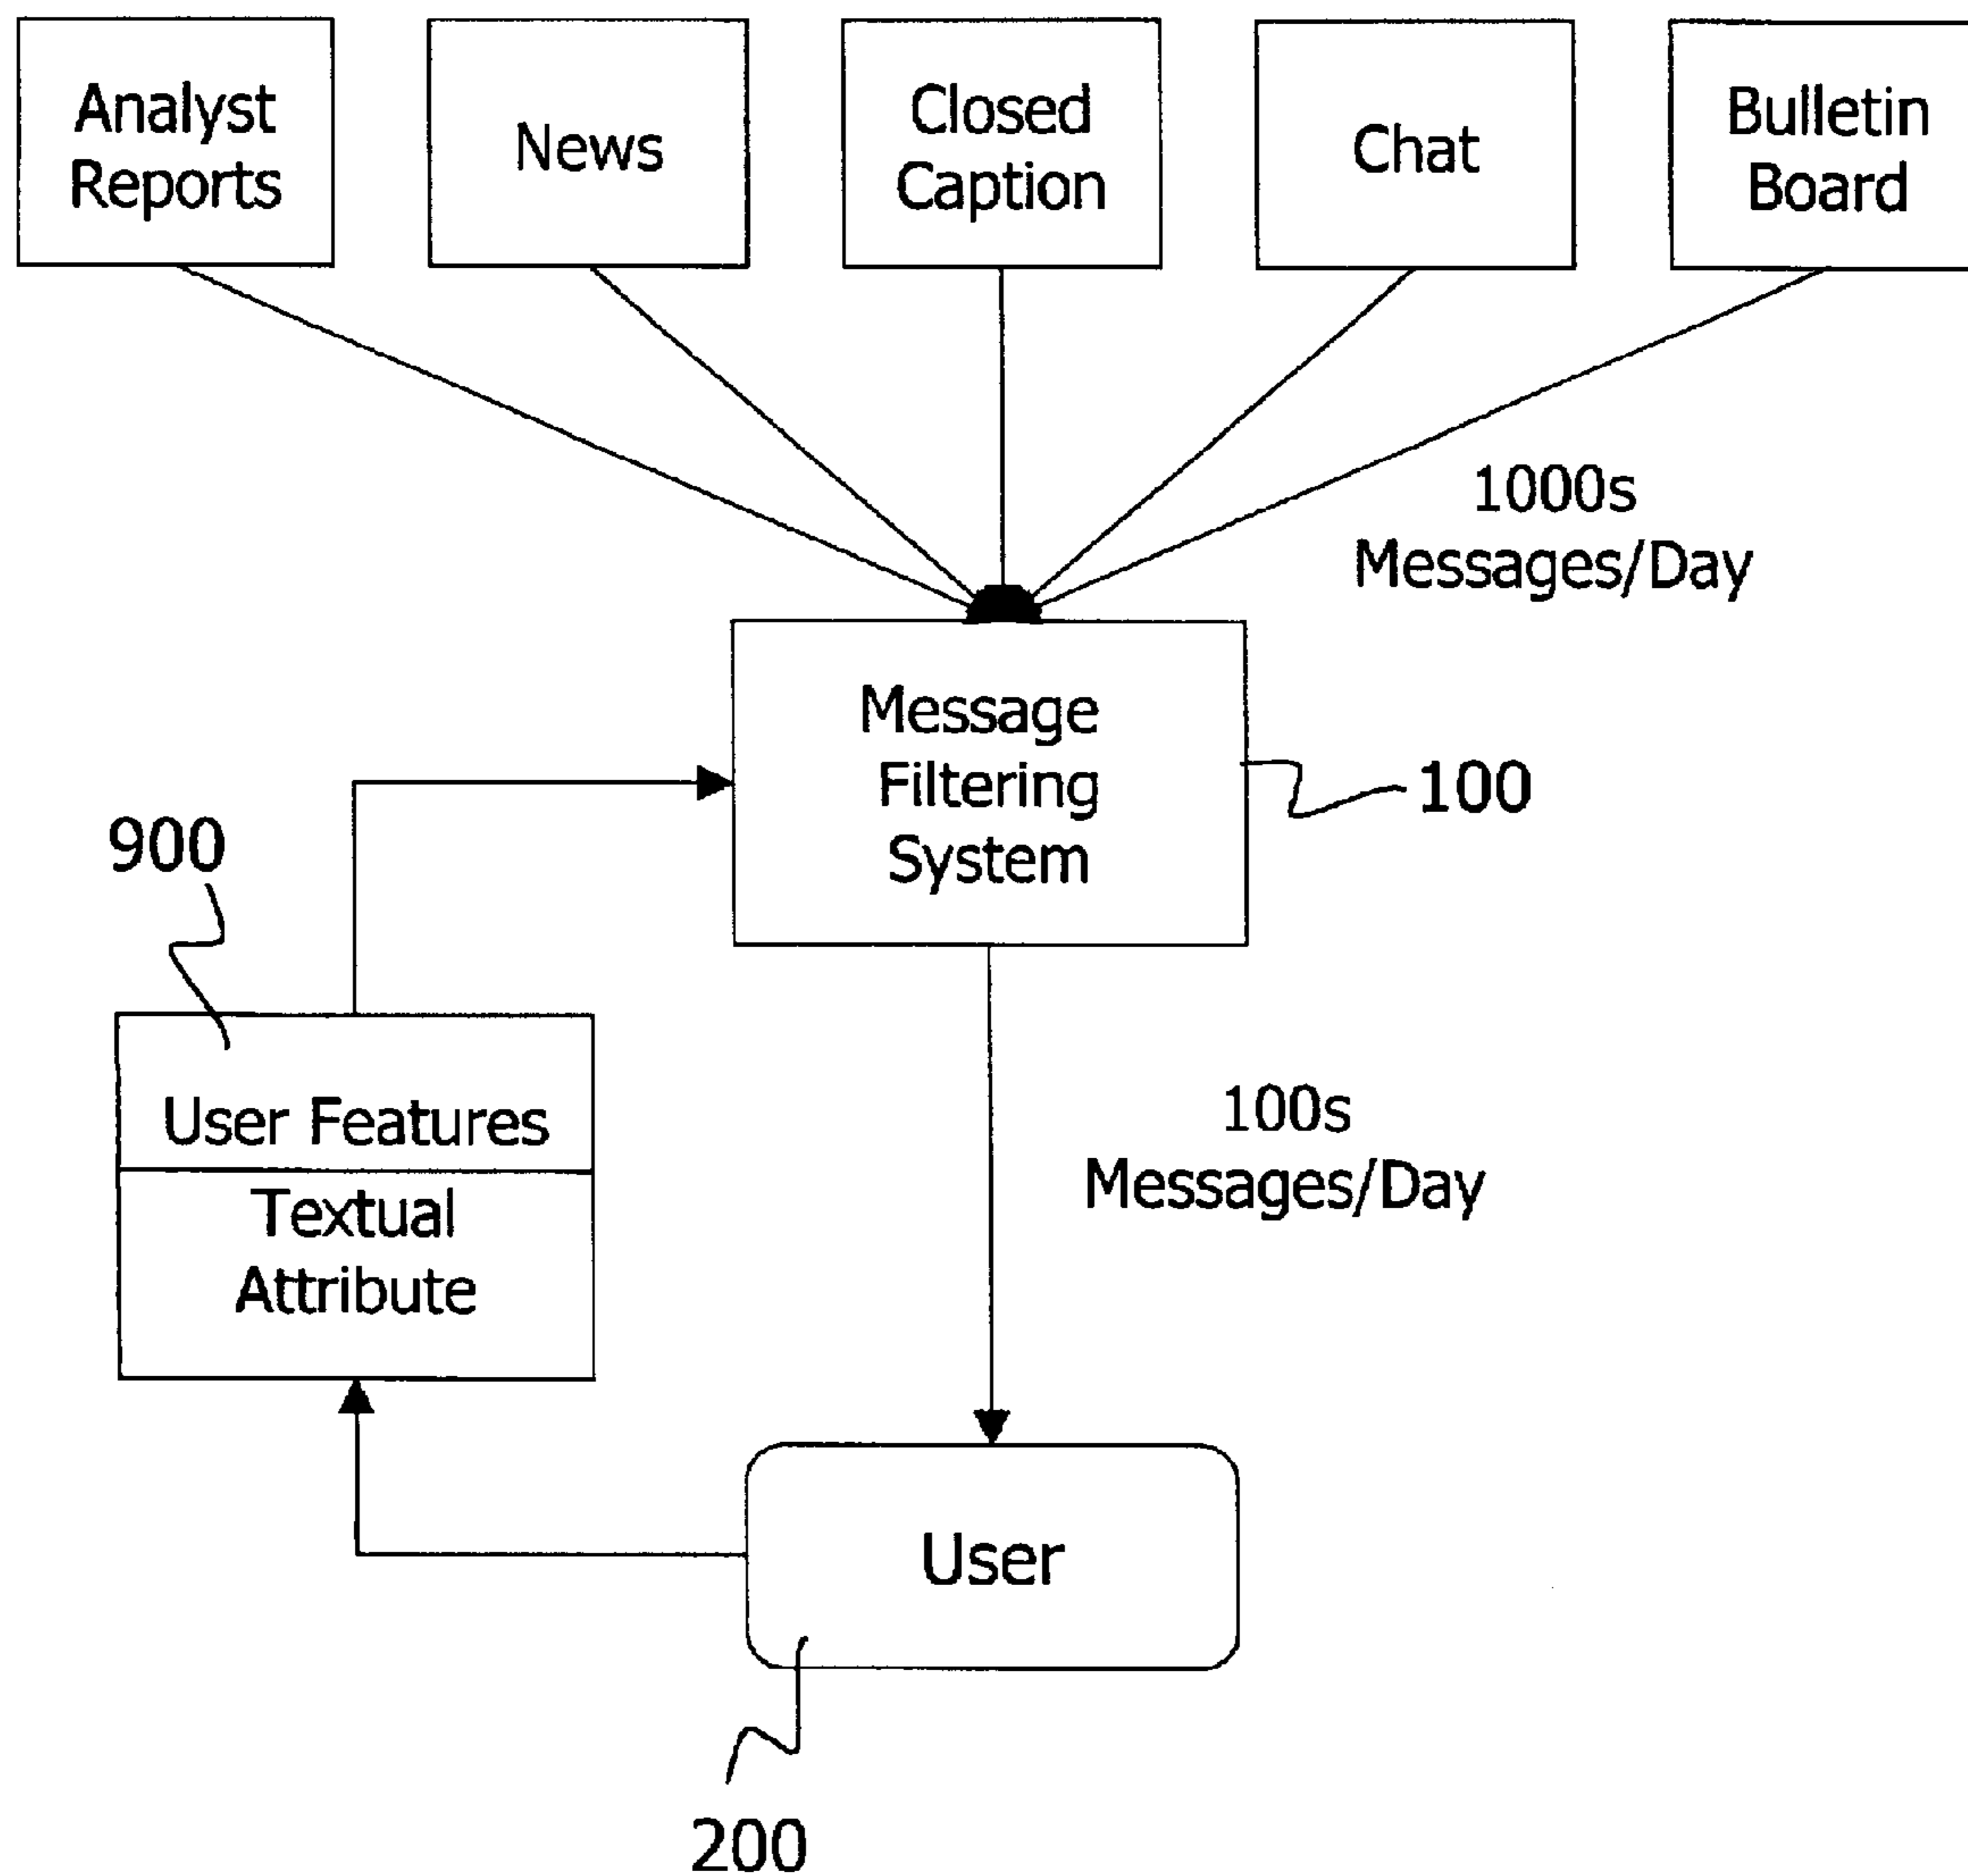 Analyst
Reports
News
Closed
Caption
Chat
Bulletin
Board
1000s
Messages/Day
Message
Filtering
System
100
900
User Features
Textual
Attribute
100s
Messages/Day
User
200